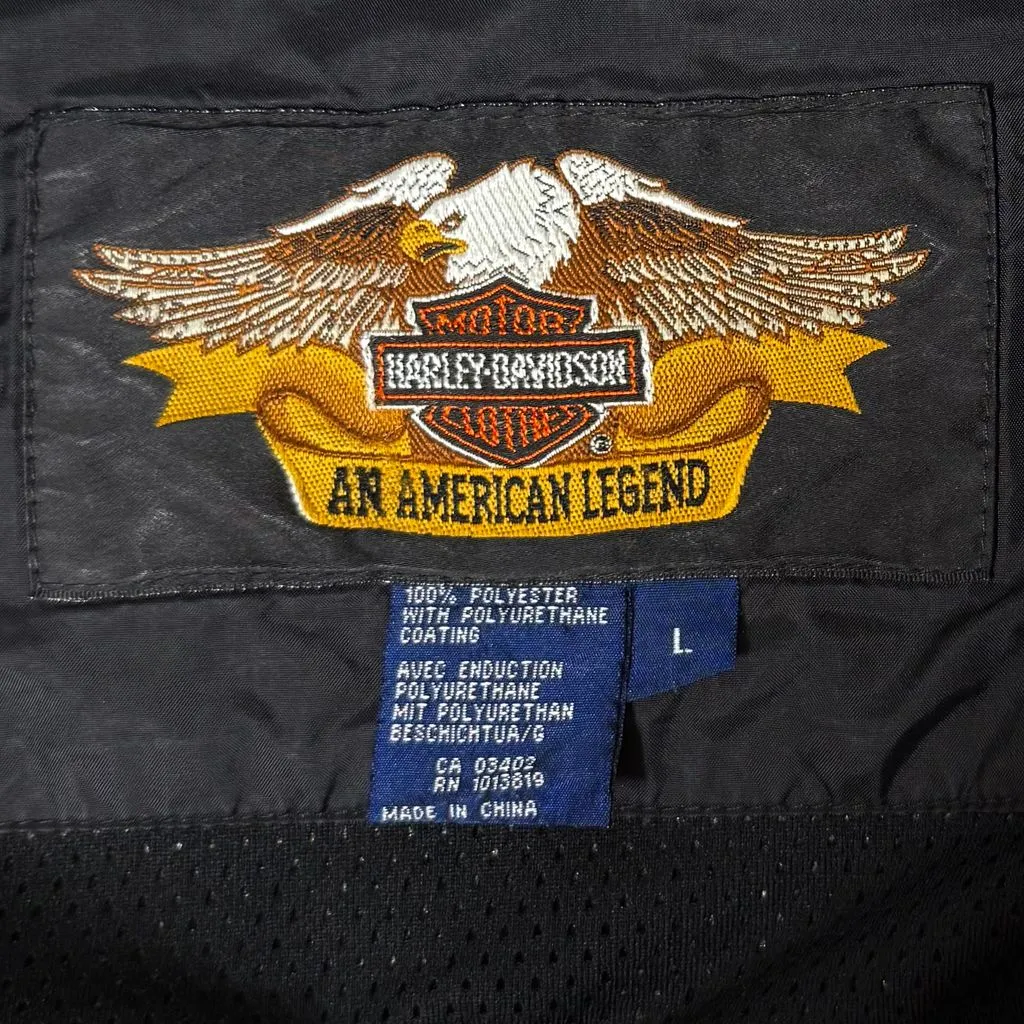 MOTOR
HARLEY-DAVIDSON
CLOTHES
®
AN AMERICAN LEGEND
100% POLYESTER
WITH POLYURETHANE
COATING
L
AVEC ENDUCTION
POLYURETHANE
MIT POLYURETHAN
BESCHICHTUA/G
CA 03402
RN 1013819
MADE IN CHINA